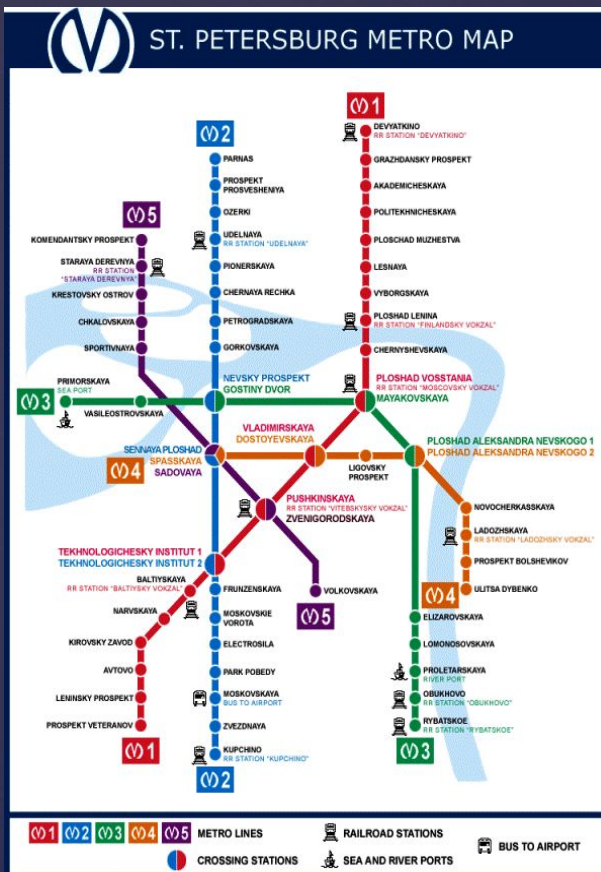 ST. PETERSBURG METRO MAP
1
DEVYATKINO
RR STATION "DEVYATKINO"
GRAZHDANSKY PROSPEKT
AKADEMICHESKAYA
POLITEKHNICHESKAYA
PLOSCHAD MUZHESTVA
LESNAYA
VYBORGSKAYA
PLOSHAD LENINA
RR STATION "FINLANDSKY VOKZAL"
CHERNYSHEVSKAYA
PLOSHAD VOSSTANIA
RR STATION "MOSCOVSKY VOKZAL"
MAYAKOVSKAYA
2
PARNAS
PROSPEKT
PROSVESHENIYA
OZERKI
UDELNAYA
RR STATION "UDELNAYA"
PIONERSKAYA
CHERNAYA RECHKA
PETROGRADSKAYA
GORKOVSKAYA
NEVSKY PROSPEKT
GOSTINY DVOR
5
KOMENDANTSKY PROSPEKT
STARAYA DEREVNYA
RR STATION
"STARAYA DEREVNYA"
KRESTOVSKY OSTROV
CHKALOVSKAYA
SPORTIVNAYA
3
PRIMORSKAYA
SEA PORT
VASILEOSTROVSKAYA
4
SENNAYA PLOSHAD
SPASSKAYA
SADOVAYA
VLADIMIRSKAYA
DOSTOYEVSKAYA
LIGOVSKY
PROSPEKT
PLOSHAD ALEKSANDRA NEVSKOGO 1
PLOSHAD ALEKSANDRA NEVSKOGO 2
PUSHKINSKAYA
RR STATION "VITEBSKYSKY VOKZAL"
ZVENIGORODSKAYA
NOVOCHERKASSKAYA
LADOZHSKAYA
RR STATION "LADOZHSKY VOKZAL"
PROSPEKT BOLSHEVIKOV
ULITSA DYBENKO
4
TEKHNOLOGICHESKY INSTITUT 1
TEKHNOLOGICHESKY INSTITUT 2
BALTIYSKAYA
RR STATION "BALTIYSKY VOKZAL"
NARVSKAYA
KIROVSKY ZAVOD
AVTOVO
LENINSKY PROSPEKT
PROSPEKT VETERANOV
1
FRUNZENSKAYA
MOSKOVSKIE
VOROTA
ELECTROSILA
PARK POBEDY
MOSKOVSKAYA
BUS TO AIRPORT
ZVEZDNAYA
KUPCHINO
RR STATION "KUPCHINO"
2
VOLKOVSKAYA
5
ELIZAROVSKAYA
LOMONOSOVSKAYA
PROLETARSKAYA
RIVER PORT
OBUKHOVO
RR STATION "OBUKHOVO"
RYBATSKOE
RR STATION "RYBATSKOE"
3
1 2 3 4 5 METRO LINES
CROSSING STATIONS
RAILROAD STATIONS
SEA AND RIVER PORTS
BUS TO AIRPORT